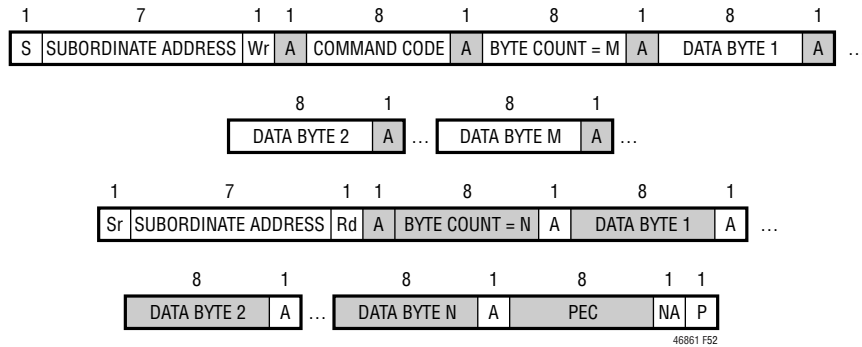 1 7 1 1 8 1 8 1 8 1
S SUBORDINATE ADDRESS Wr A COMMAND CODE A BYTE COUNT = M A DATA BYTE 1 A …
8 1 8 1
DATA BYTE 2 A … DATA BYTE M A …
1 7 1 1 8 1 8 1
Sr SUBORDINATE ADDRESS Rd A BYTE COUNT = N A DATA BYTE 1 A …
8 1 8 1 8 1 1
DATA BYTE 2 A … DATA BYTE N A PEC NA P
46861 F52